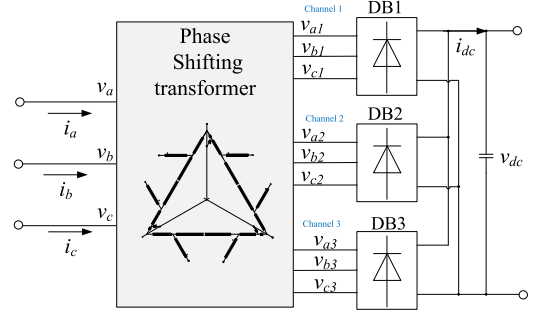 Phase
Shifting
transformer
v_a
i_a
v_b
i_b
v_c
i_c
Channel 1
v_a1
v_b1
v_c1
DB1
Channel 2
v_a2
v_b2
v_c2
DB2
Channel 3
v_a3
v_b3
v_c3
DB3
i_dc
v_dc